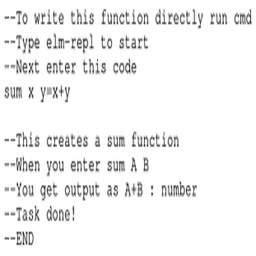 --To write this function directly run cmd
--Type elm-repl to start
--Next enter this code
sum x y=x+y
--This creates a sum function
--When you enter sum A B
--You get output as A+B : number
--Task done!
--END